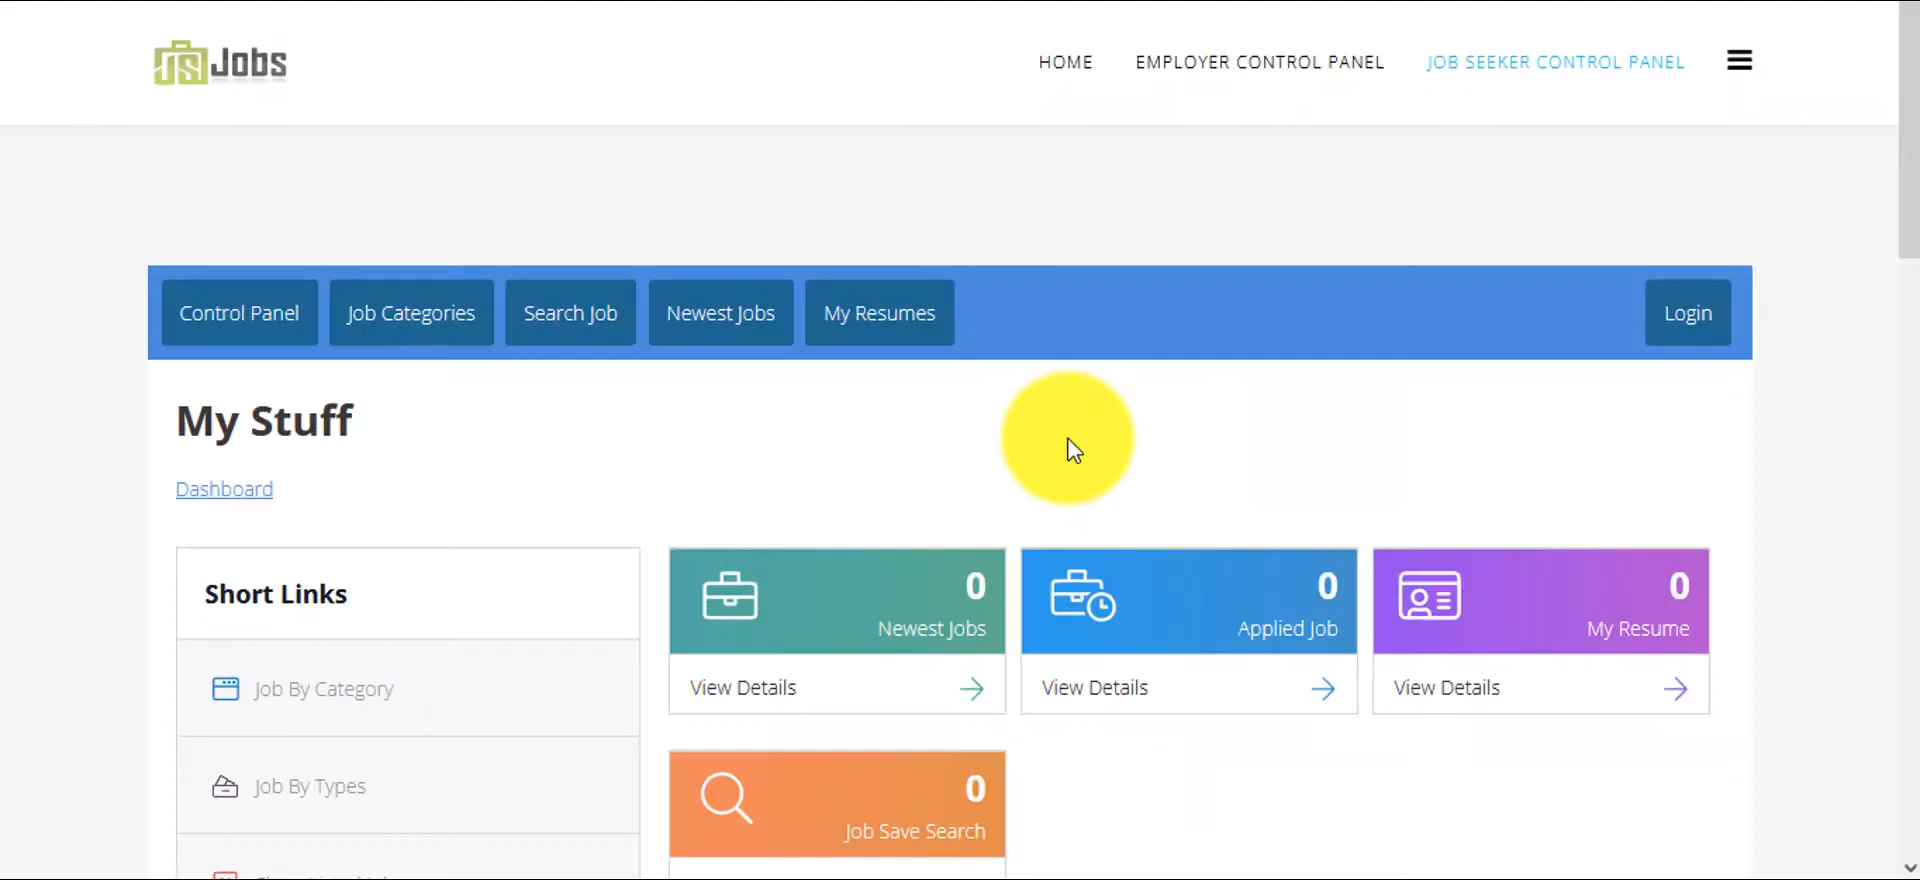 JS Jobs
HOME EMPLOYER CONTROL PANEL JOB SEEKER CONTROL PANEL
Control Panel Job Categories Search Job Newest Jobs My Resumes Login
My Stuff
Dashboard
Short Links
Job By Category
Job By Types
0
Newest Jobs
View Details
0
Applied Job
View Details
0
My Resume
View Details
0
Job Save Search